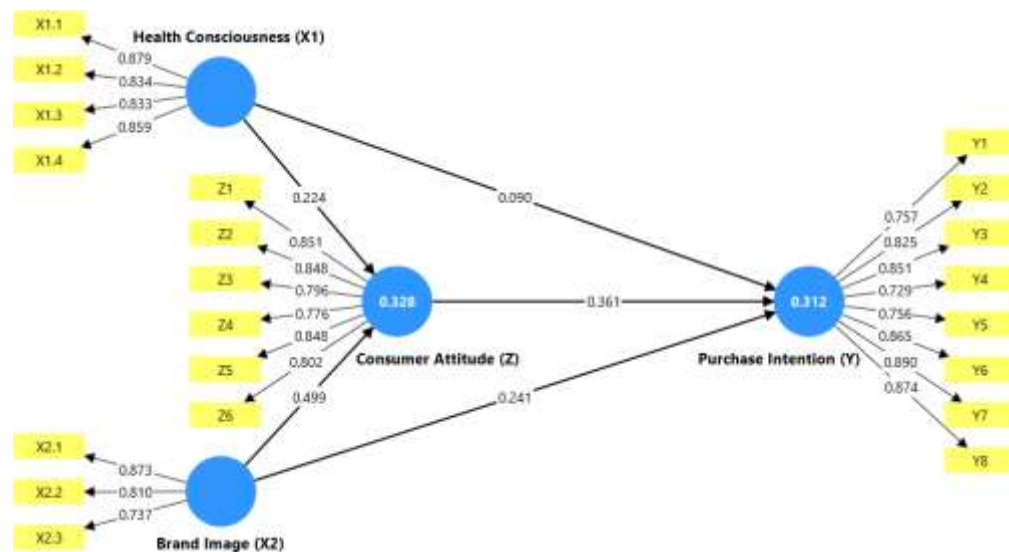 X1.1
Health Consciousness (X1)
0.879
X1.2
0.834
X1.3
0.833
0.859
X1.4
Z1
0.224
0.090
Z2
0.851
0.848
Z3
0.796
Z4
0.776
0.848
Z5
0.802
Z6
0.328
0.361
0.312
Consumer Attitude (Z)
Purchase Intention (Y)
0.499
0.241
Y1
Y2
0.757
0.825
Y3
0.851
Y4
0.729
0.756
Y5
0.865
Y6
0.890
0.874
Y7
Y8
X2.1
0.873
X2.2
0.810
0.737
X2.3
Brand Image (X2)